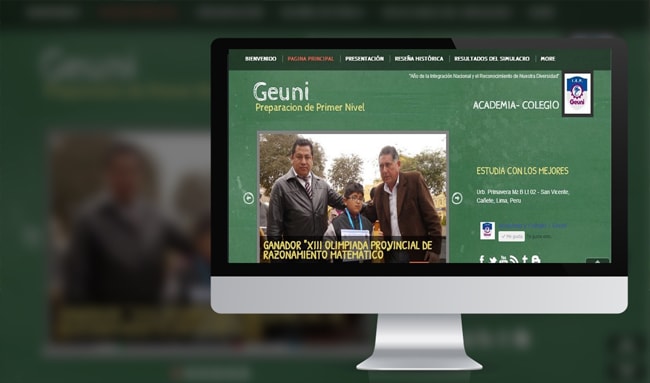 BIENVENIDO
PAGINA PRINCIPAL
PRESENTACIÓN
RESEÑA HISTÓRICA
RESULTADOS DEL SIMULACRO
MORE
"Año de la Integración Nacional y el Reconocimiento de Nuestra Diversidad"
Geuni
Preparacion de Primer Nivel
ACADEMIA- COLEGIO
Geuni
GANADOR "XIII OLIMPIADA PROVINCIAL DE
RAZONAMIENTO MATEMATICO
ESTUDIA CON LOS MEJORES
Urb. Primavera Mz B Lt 02 - San Vicente,
Cañete, Lima, Peru
Me gusta
Geuni